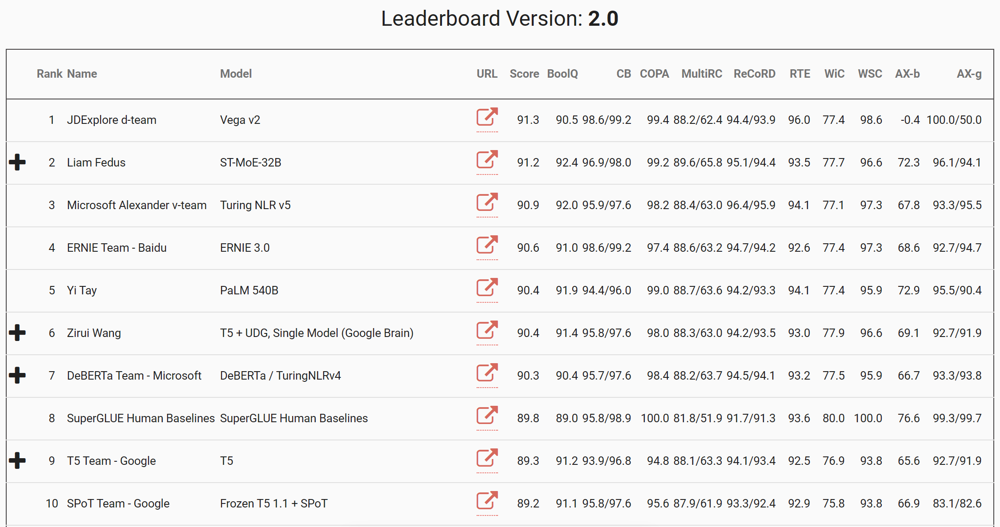 Leaderboard Version: 2.0
Rank Name Model URL Score BoolQ CB COPA MultiRC ReCoRD RTE WiC WSC AX-b AX-g
1 JDExplore d-team Vega v2 91.3 90.5 98.6/99.2 99.4 88.2/62.4 94.4/93.9 96.0 77.4 98.6 -0.4 100.0/50.0
2 Liam Fedus ST-MoE-32B 91.2 92.4 96.9/98.0 99.2 89.6/65.8 95.1/94.4 93.5 77.7 96.6 72.3 96.1/94.1
3 Microsoft Alexander v-team Turing NLR v5 90.9 92.0 95.9/97.6 98.2 88.4/63.0 96.4/95.9 94.1 77.1 97.3 67.8 93.3/95.5
4 ERNIE Team - Baidu ERNIE 3.0 90.6 91.0 98.6/99.2 97.4 88.6/63.2 94.7/94.2 92.6 77.4 97.3 68.6 92.7/94.7
5 Yi Tay PaLM 540B 90.4 91.9 94.4/96.0 99.0 88.7/63.6 94.2/93.3 94.1 77.4 95.9 72.9 95.5/90.4
6 Zirui Wang T5 + UDG, Single Model (Google Brain) 90.4 91.4 95.8/97.6 98.0 88.3/63.0 94.2/93.5 93.0 77.9 96.6 69.1 92.7/91.9
7 DeBERTa Team - Microsoft DeBERTa / TuringNLRv4 90.3 90.4 95.7/97.6 98.4 88.2/63.7 94.5/94.1 93.2 77.5 95.9 66.7 93.3/93.8
8 SuperGLUE Human Baselines SuperGLUE Human Baselines 89.8 89.0 95.8/98.9 100.0 81.8/51.9 91.7/91.3 93.6 80.0 100.0 76.6 99.3/99.7
9 T5 Team - Google T5 89.3 91.2 93.9/96.8 94.8 88.1/63.3 94.1/93.4 92.5 76.9 93.8 65.6 92.7/91.9
10 SPoT Team - Google Frozen T5 1.1 + SPoT 89.2 91.1 95.8/97.6 95.6 87.9/61.9 93.3/92.4 92.9 75.8 93.8 66.9 83.1/82.6